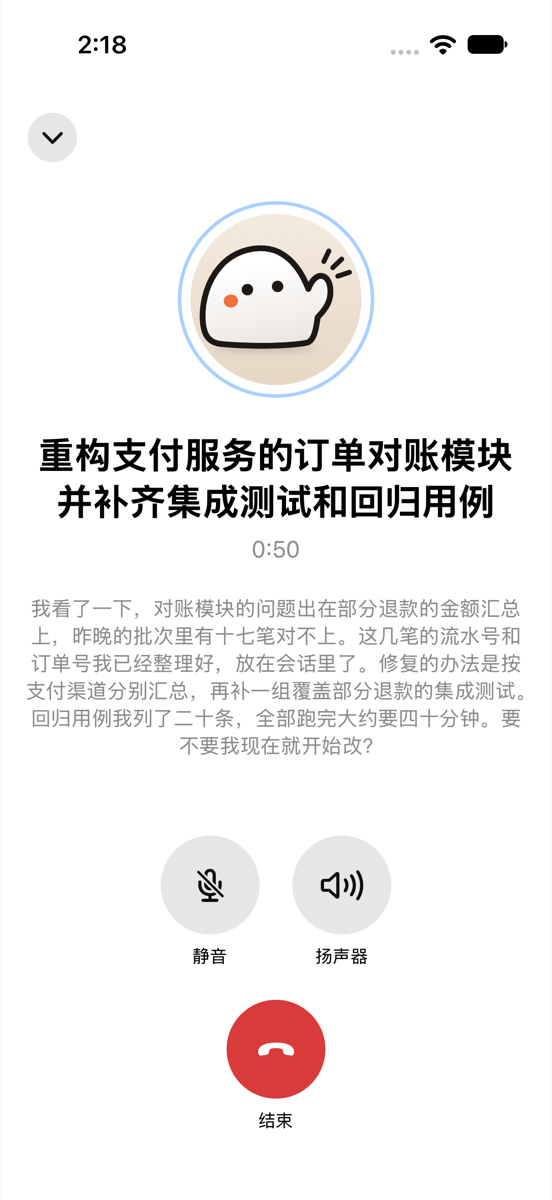 2:18
重构支付服务的订单对账模块
并补齐集成测试和回归用例
0:50
我看了一下，对账模块的问题出在部分退款的金额汇总
上，昨晚的批次里有十七笔对不上。这几笔的流水号和
订单号我已经整理好，放在会话里了。修复的办法是按
支付渠道分别汇总，再补一组覆盖部分退款的集成测试。
回归用例我列了二十条，全部跑完大约要四十分钟。要
不要我现在就开始改?
静音
扬声器
结束